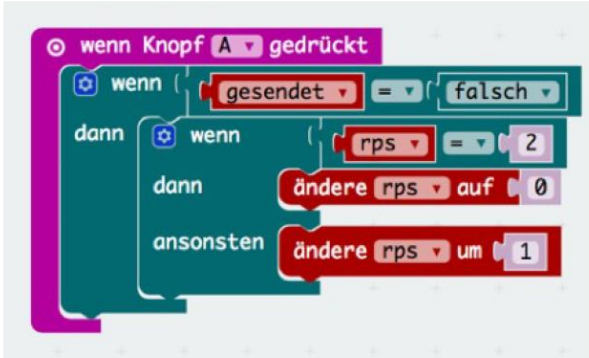 wenn Knopf A gedrückt
wenn gesendet = falsch
dann wenn rps = 2
dann ändere rps auf 0
ansonsten ändere rps um 1